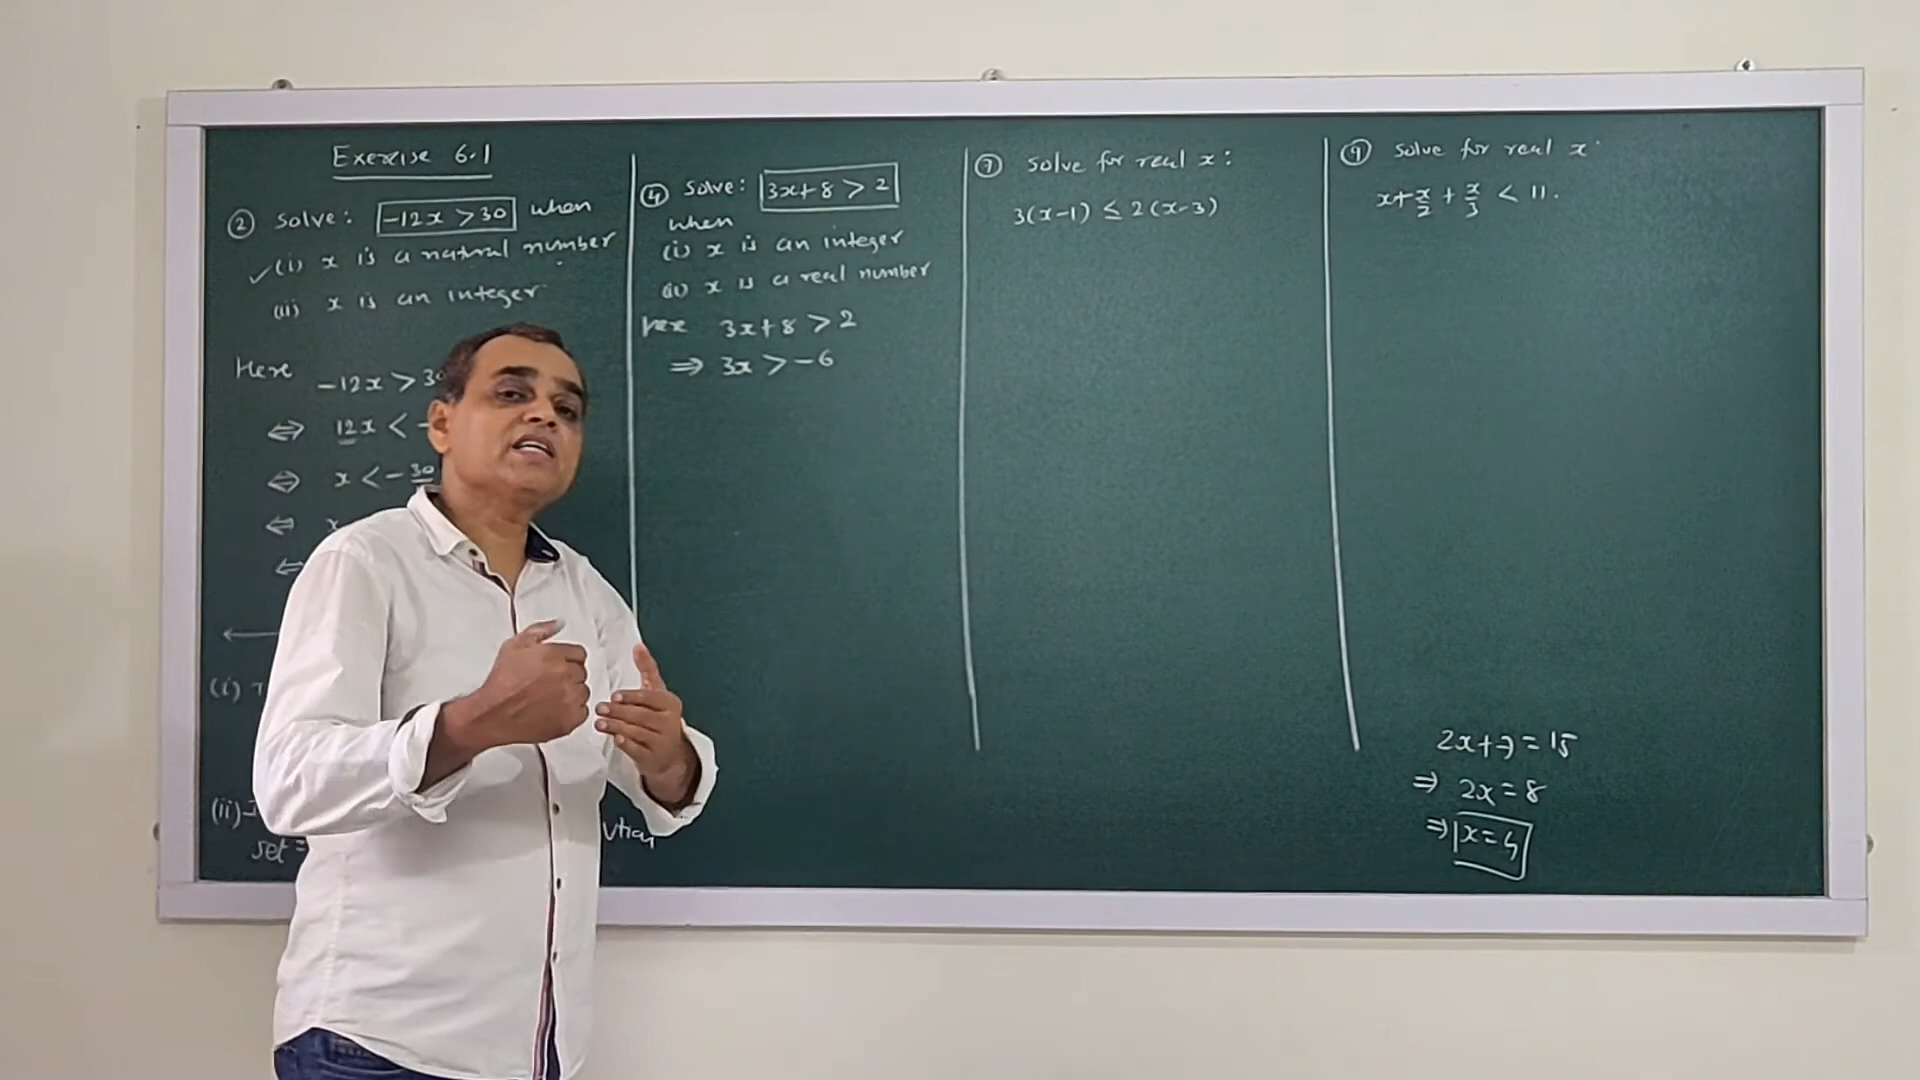 Exercise 6.1
② Solve: -12x > 30 when
✓(i) x is a natural number
(ii) x is an integer
Here -12x > 30
⇔ 12x < -
⇔ x < - 30
⇔ x
⇔
(i)
(ii)
set =
④ Solve: 3x+8 > 2
when
(i) x is an integer
(ii) x is a real number
Here 3x+8 > 2
⇒ 3x > -6
⑦ Solve for real x:
3(x-1) ≤ 2(x-3)
⑨ Solve for real x.
x + x/2 + x/3 < 11.
2x+7=15
⇒ 2x=8
⇒ x=4